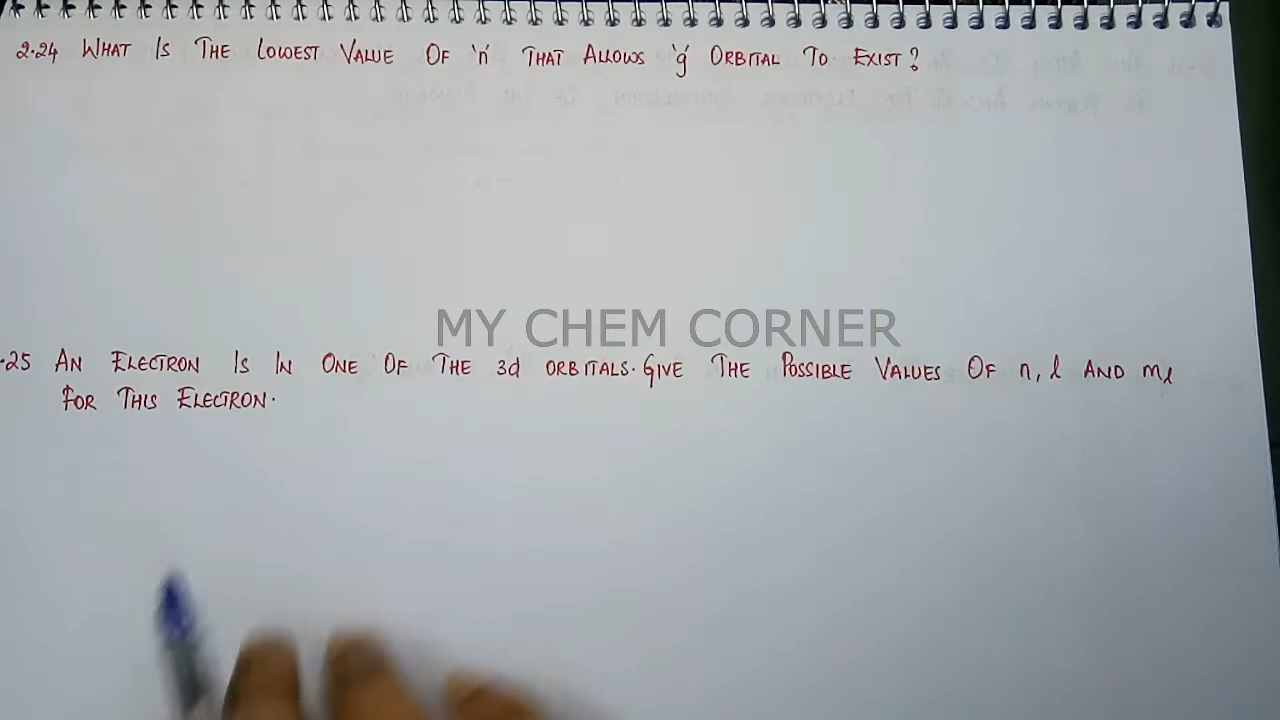 2.24 WHAT IS THE LOWEST VALUE OF 'n' THAT ALLOWS 'g' ORBITAL TO EXIST?
MY CHEM CORNER
.25 AN ELECTRON IS IN ONE OF THE 3d ORBITALS. GIVE THE POSSIBLE VALUES OF n, l AND ml
FOR THIS ELECTRON.